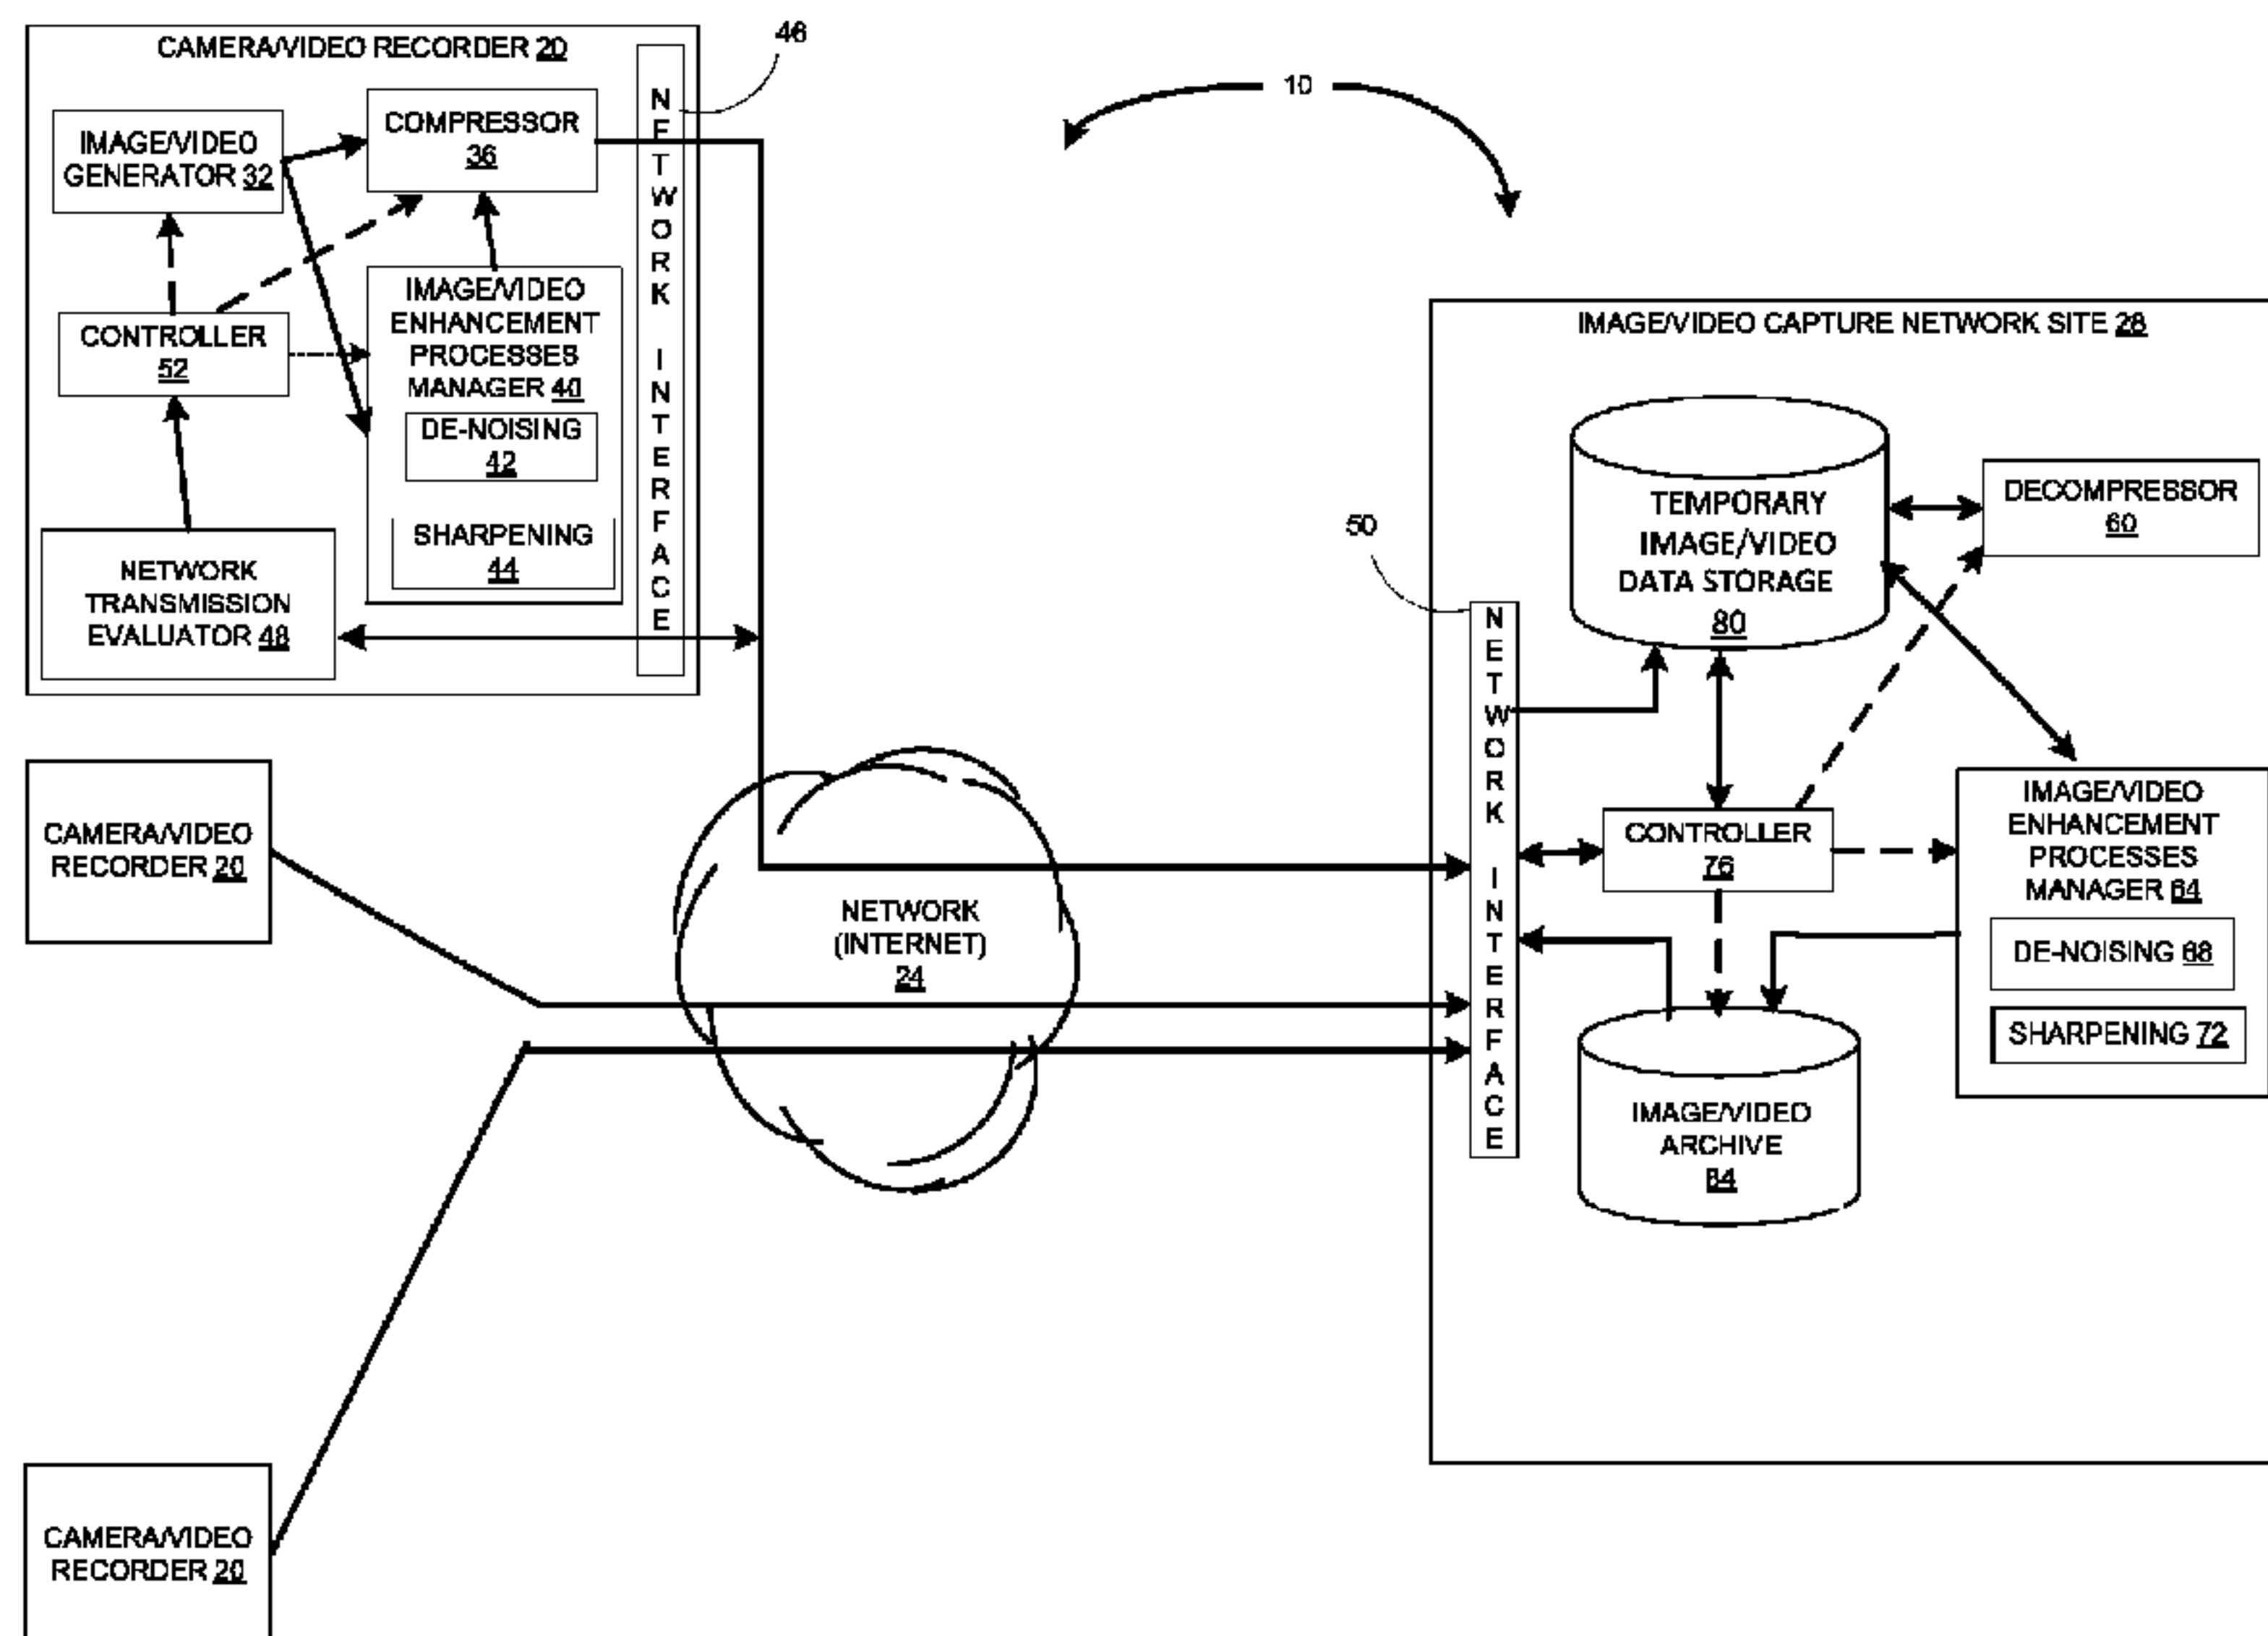 CAMERA/VIDEO RECORDER 20
46
IMAGE/VIDEO
GENERATOR 32
COMPRESSOR
36
NETWORK INTERFACE
10
CONTROLLER
52
IMAGE/VIDEO
ENHANCEMENT
PROCESSES
MANAGER 40
DE-NOISING
42
SHARPENING
44
NETWORK
TRANSMISSION
EVALUATOR 48
CAMERA/VIDEO
RECORDER 20
CAMERA/VIDEO
RECORDER 20
NETWORK
(INTERNET)
24
IMAGE/VIDEO CAPTURE NETWORK SITE 28
50
NETWORK INTERFACE
TEMPORARY
IMAGE/VIDEO
DATA STORAGE
80
DECOMPRESSOR
60
CONTROLLER
76
IMAGE/VIDEO
ENHANCEMENT
PROCESSES
MANAGER 64
DE-NOISING 68
SHARPENING 72
IMAGE/VIDEO
ARCHIVE
84